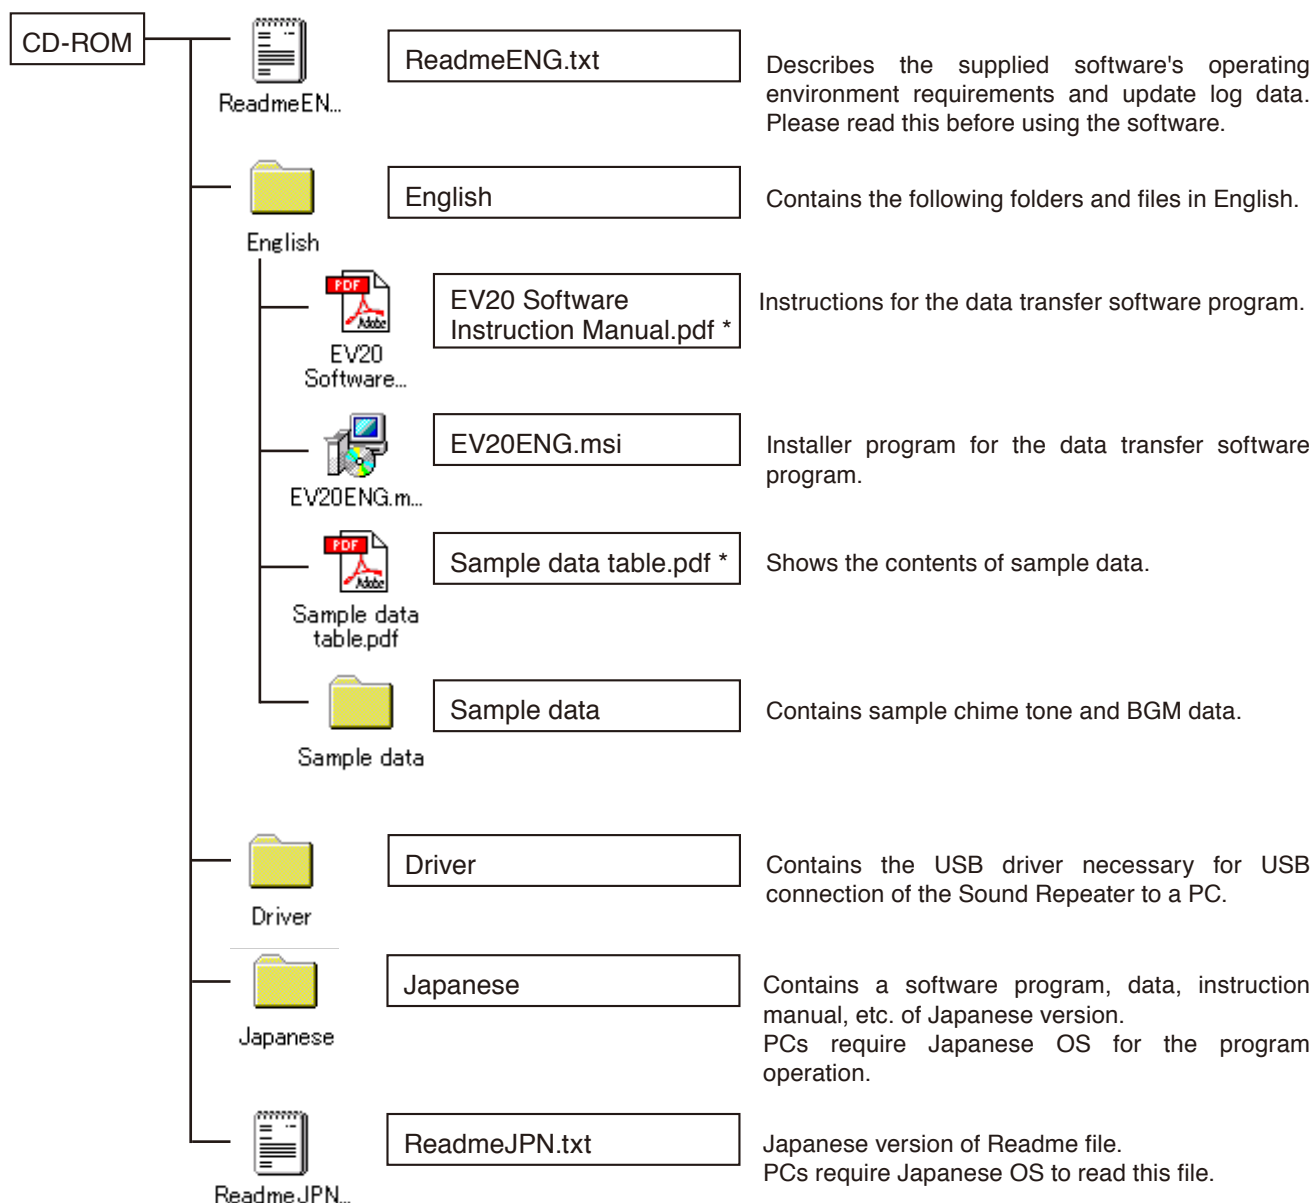 CD-ROM
ReadmeEN...
ReadmeENG.txt
Describes the supplied software's operating
environment requirements and update log data.
Please read this before using the software.
English
English
Contains the following folders and files in English.
PDF
Adobe
EV20
Software...
EV20 Software
Instruction Manual.pdf *
Instructions for the data transfer software program.
EV20ENG.m...
EV20ENG.msi
Installer program for the data transfer software
program.
PDF
Adobe
Sample data
table.pdf
Sample data table.pdf *
Shows the contents of sample data.
Sample data
Sample data
Contains sample chime tone and BGM data.
Driver
Driver
Contains the USB driver necessary for USB
connection of the Sound Repeater to a PC.
Japanese
Japanese
Contains a software program, data, instruction
manual, etc. of Japanese version.
PCs require Japanese OS for the program
operation.
ReadmeJPN...
ReadmeJPN.txt
Japanese version of Readme file.
PCs require Japanese OS to read this file.